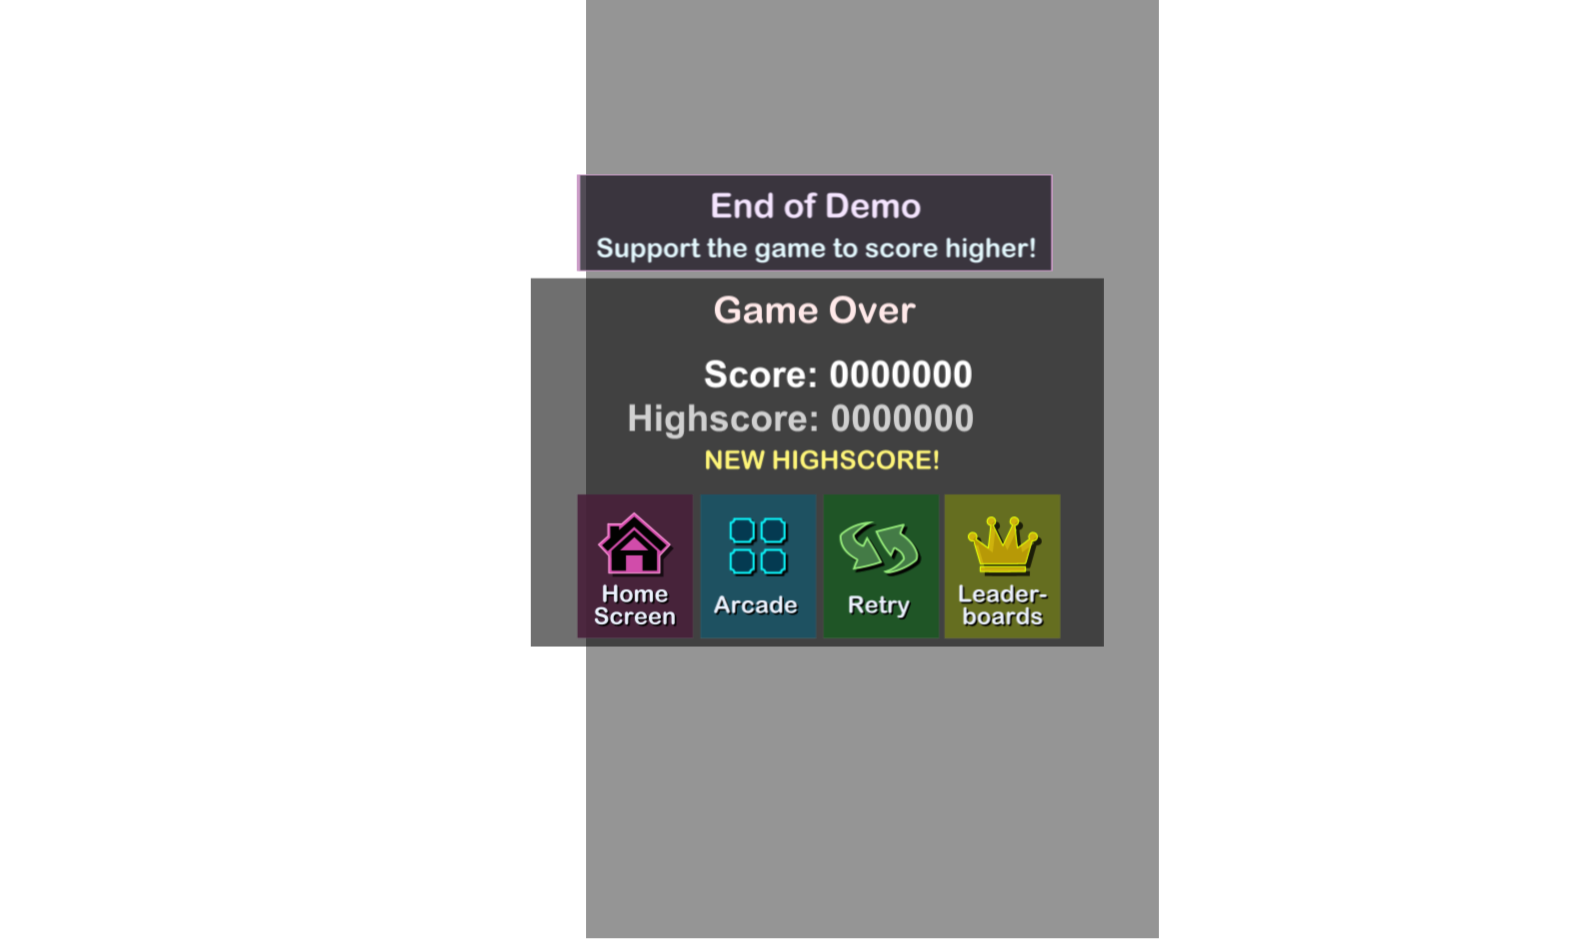 End of Demo
Support the game to score higher!
Game Over
Score: 0000000
Highscore: 0000000
NEW HIGHSCORE!
Home
Screen
Arcade
Retry
Leader-
boards